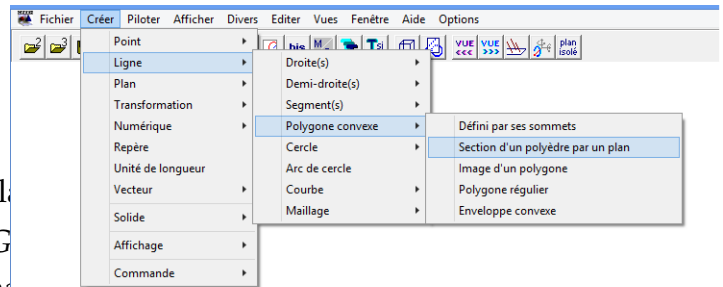 Fichier Créer Piloter Afficher Divers Editer Vues Fenêtre Aide Options
2 3 bis VUE <<< VUE >>> plan isolé
Point
Ligne
Plan
Transformation
Numérique
Repère
Unité de longueur
Vecteur
Solide
Affichage
Commande
Droite(s)
Demi-droite(s)
Segment(s)
Polygone convexe
Cercle
Arc de cercle
Courbe
Maillage
Défini par ses sommets
Section d'un polyèdre par un plan
Image d'un polygone
Polygone régulier
Enveloppe convexe